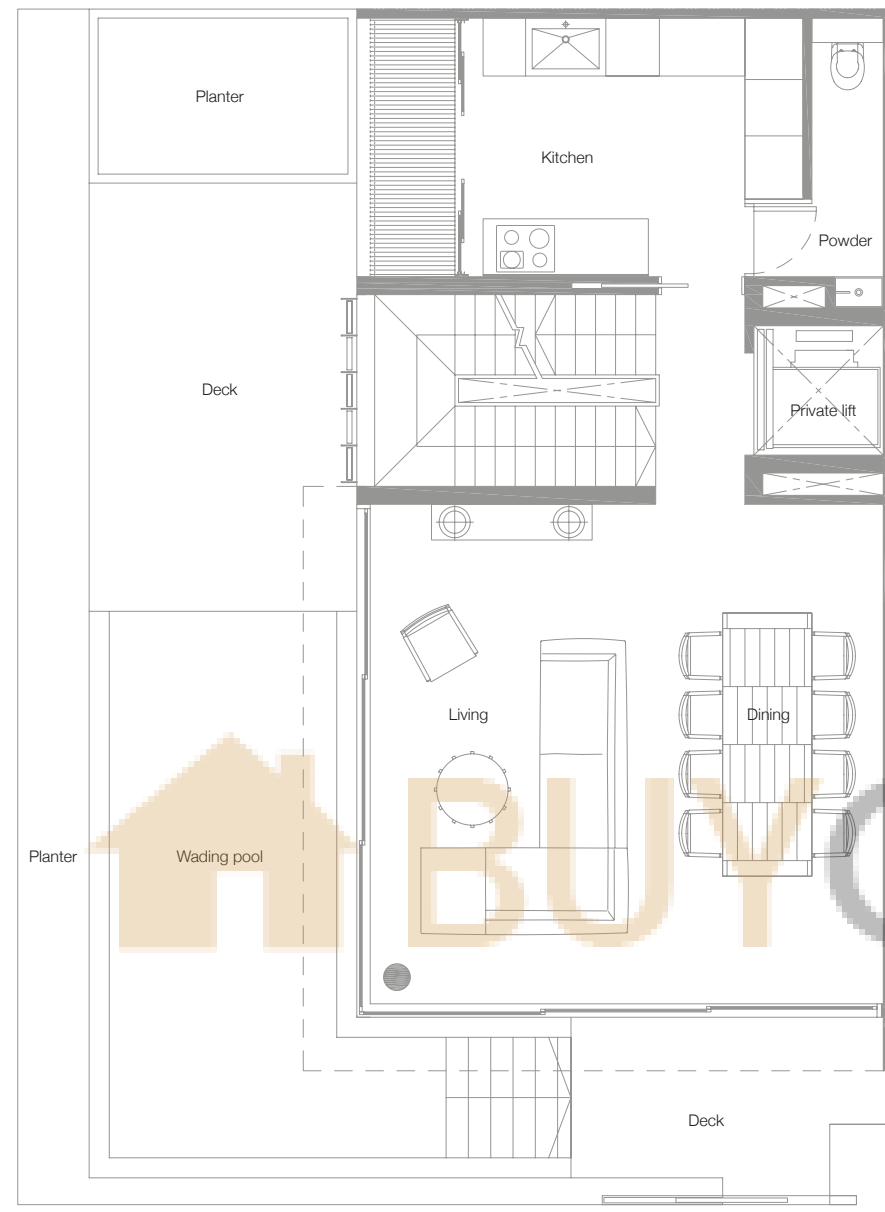 Planter
Kitchen
Powder
Deck
Private lift
Living
Dining
Planter
Wading pool
BUY
Deck